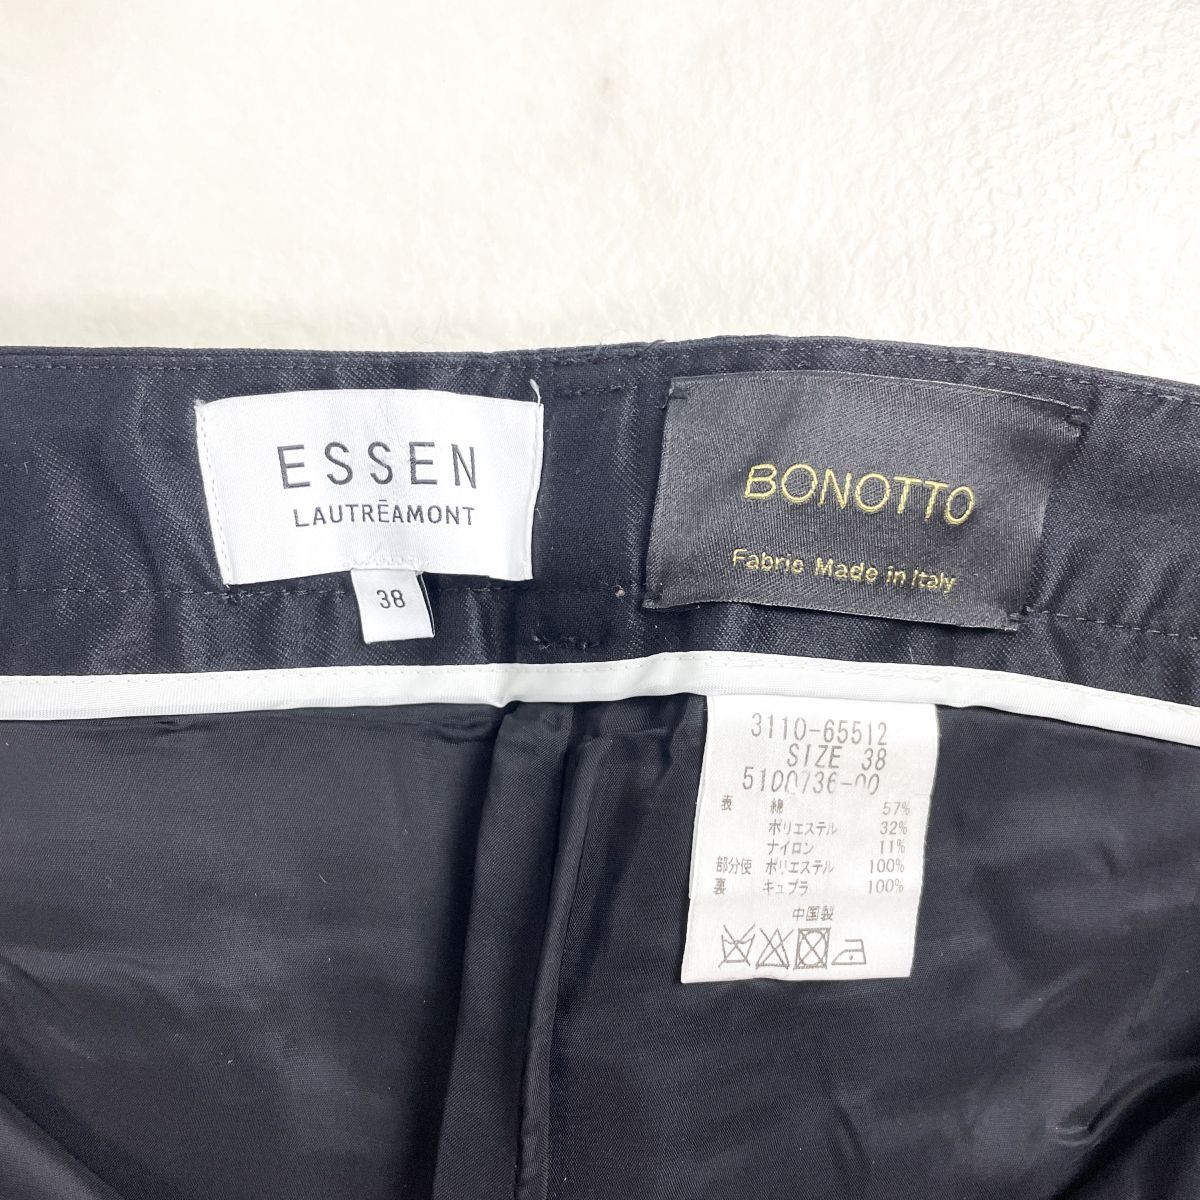 ESSEN
LAUTRĒAMONT
38
BONOTTO
Fabric Made in Italy
3110-65512
SIZE 38
5100736-00
表 綿 57%
ポリエステル 32%
ナイロン 11%
部分使 ポリエステル 100%
裏 キュプラ 100%
中国製